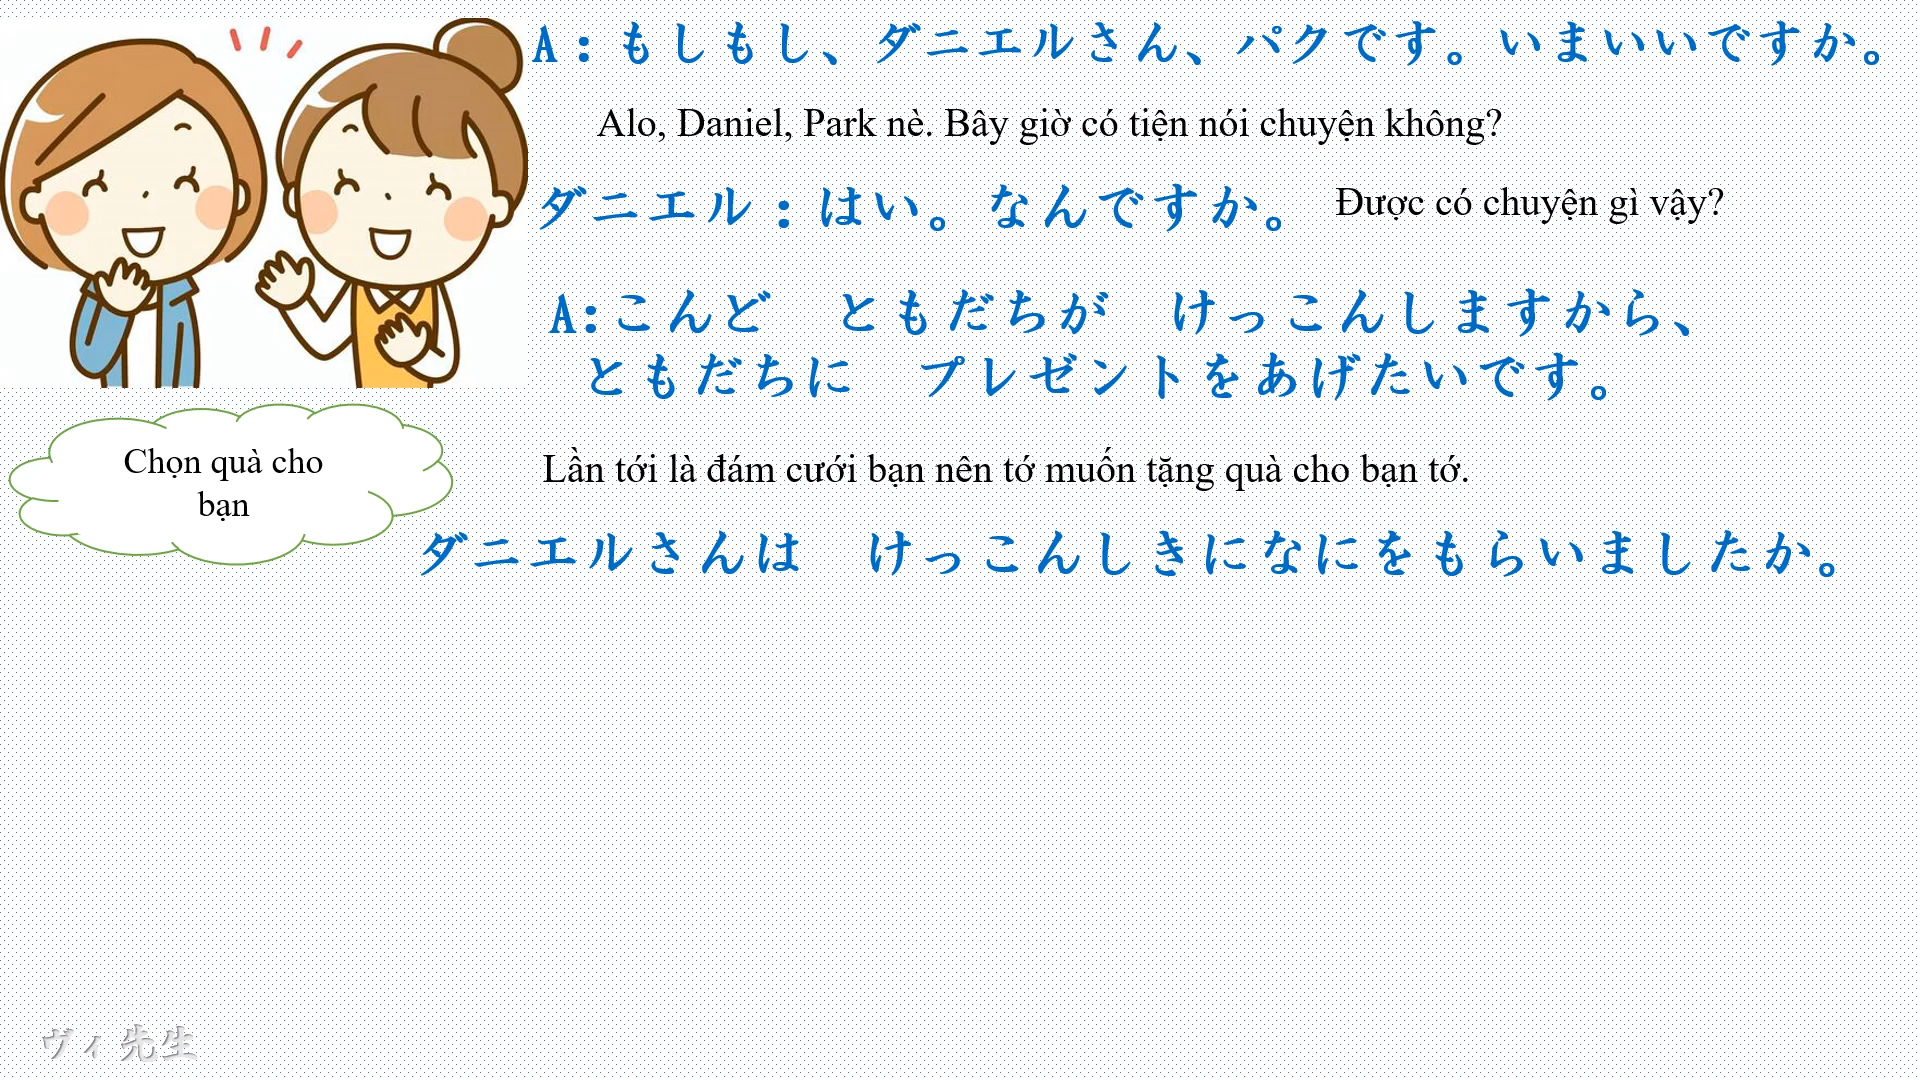 A：もしもし、ダニエルさん、パクです。いまいいですか。
Alo, Daniel, Park nè. Bây giờ có tiện nói chuyện không?
ダニエル：はい。なんですか。 Được có chuyện gì vậy?
A:こんど　ともだちが　けっこんしますから、
ともだちに　プレゼントをあげたいです。
Chọn quà cho
bạn
Lần tới là đám cưới bạn nên tớ muốn tặng quà cho bạn tớ.
ダニエルさんは　けっこんしきになにをもらいましたか。
ヴィ先生